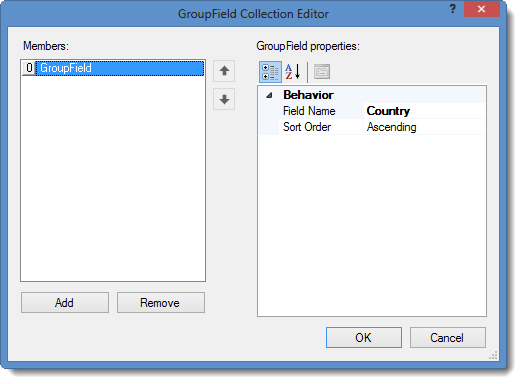 GroupField Collection Editor
? x
Members:
0 GroupField
Add Remove
GroupField properties:
A Z
Behavior
Field Name Country
Sort Order Ascending
OK Cancel